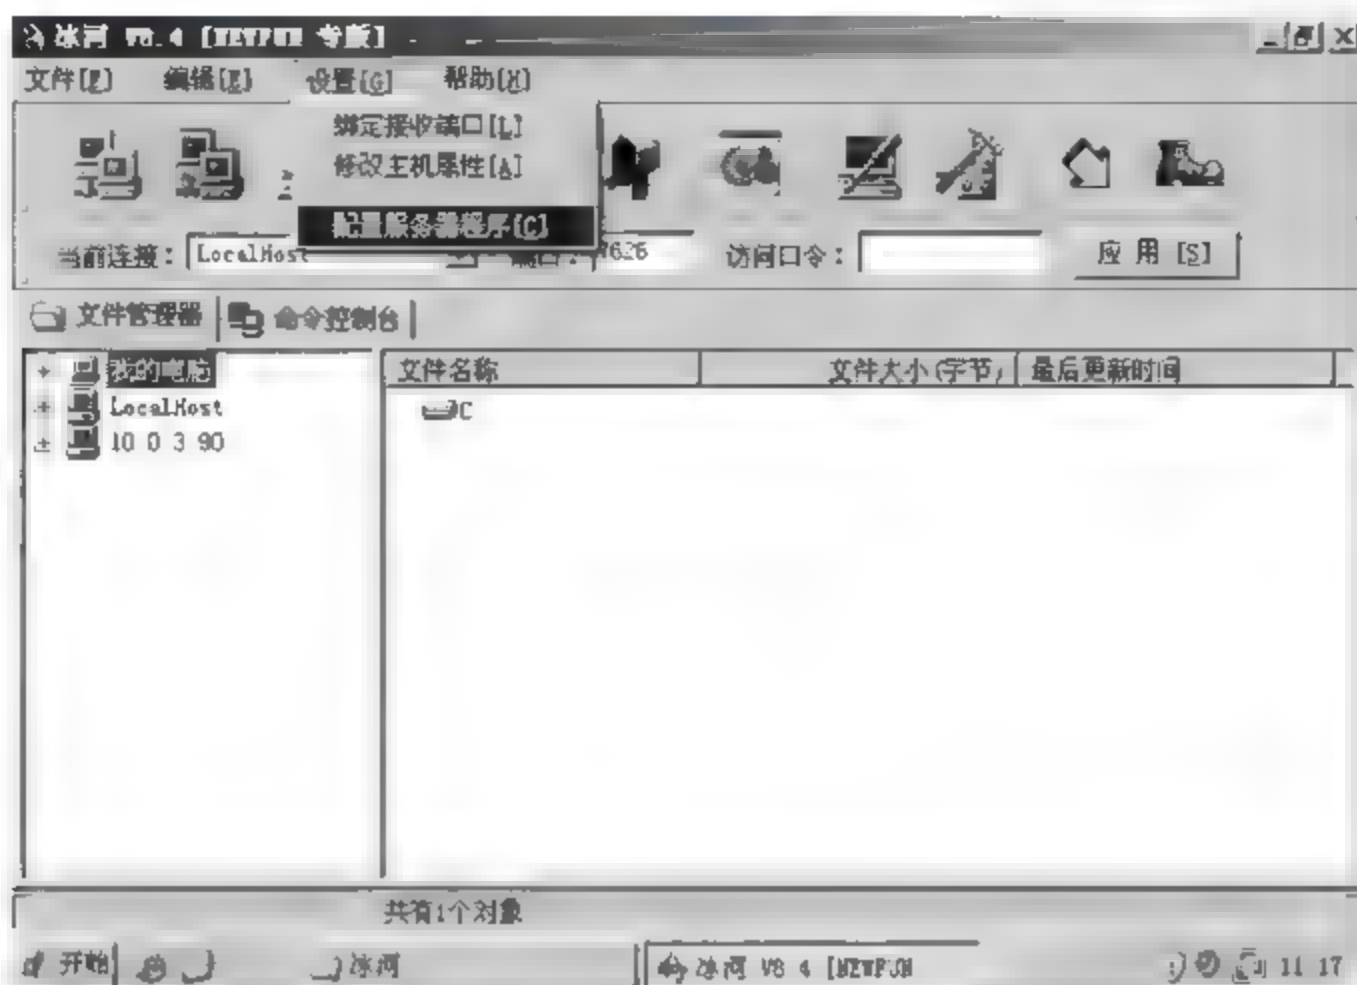 冰河 V8.4 [NEWFUN 专版]
文件[F] 编辑[E] 设置[G] 帮助[H]
绑定接收端口[L]
修改主机属性[A]
配置服务器程序[C]
当前连接: LocalHost 端口: 7626 访问口令: 应 用 [S]
文件管理器 命令控制台
我的电脑 文件名称 文件大小(字节) 最后更新时间
LocalHost C
10 0 3 90
共有1个对象
开始 冰河 冰河 V8 4 [NEWFUN 11 17